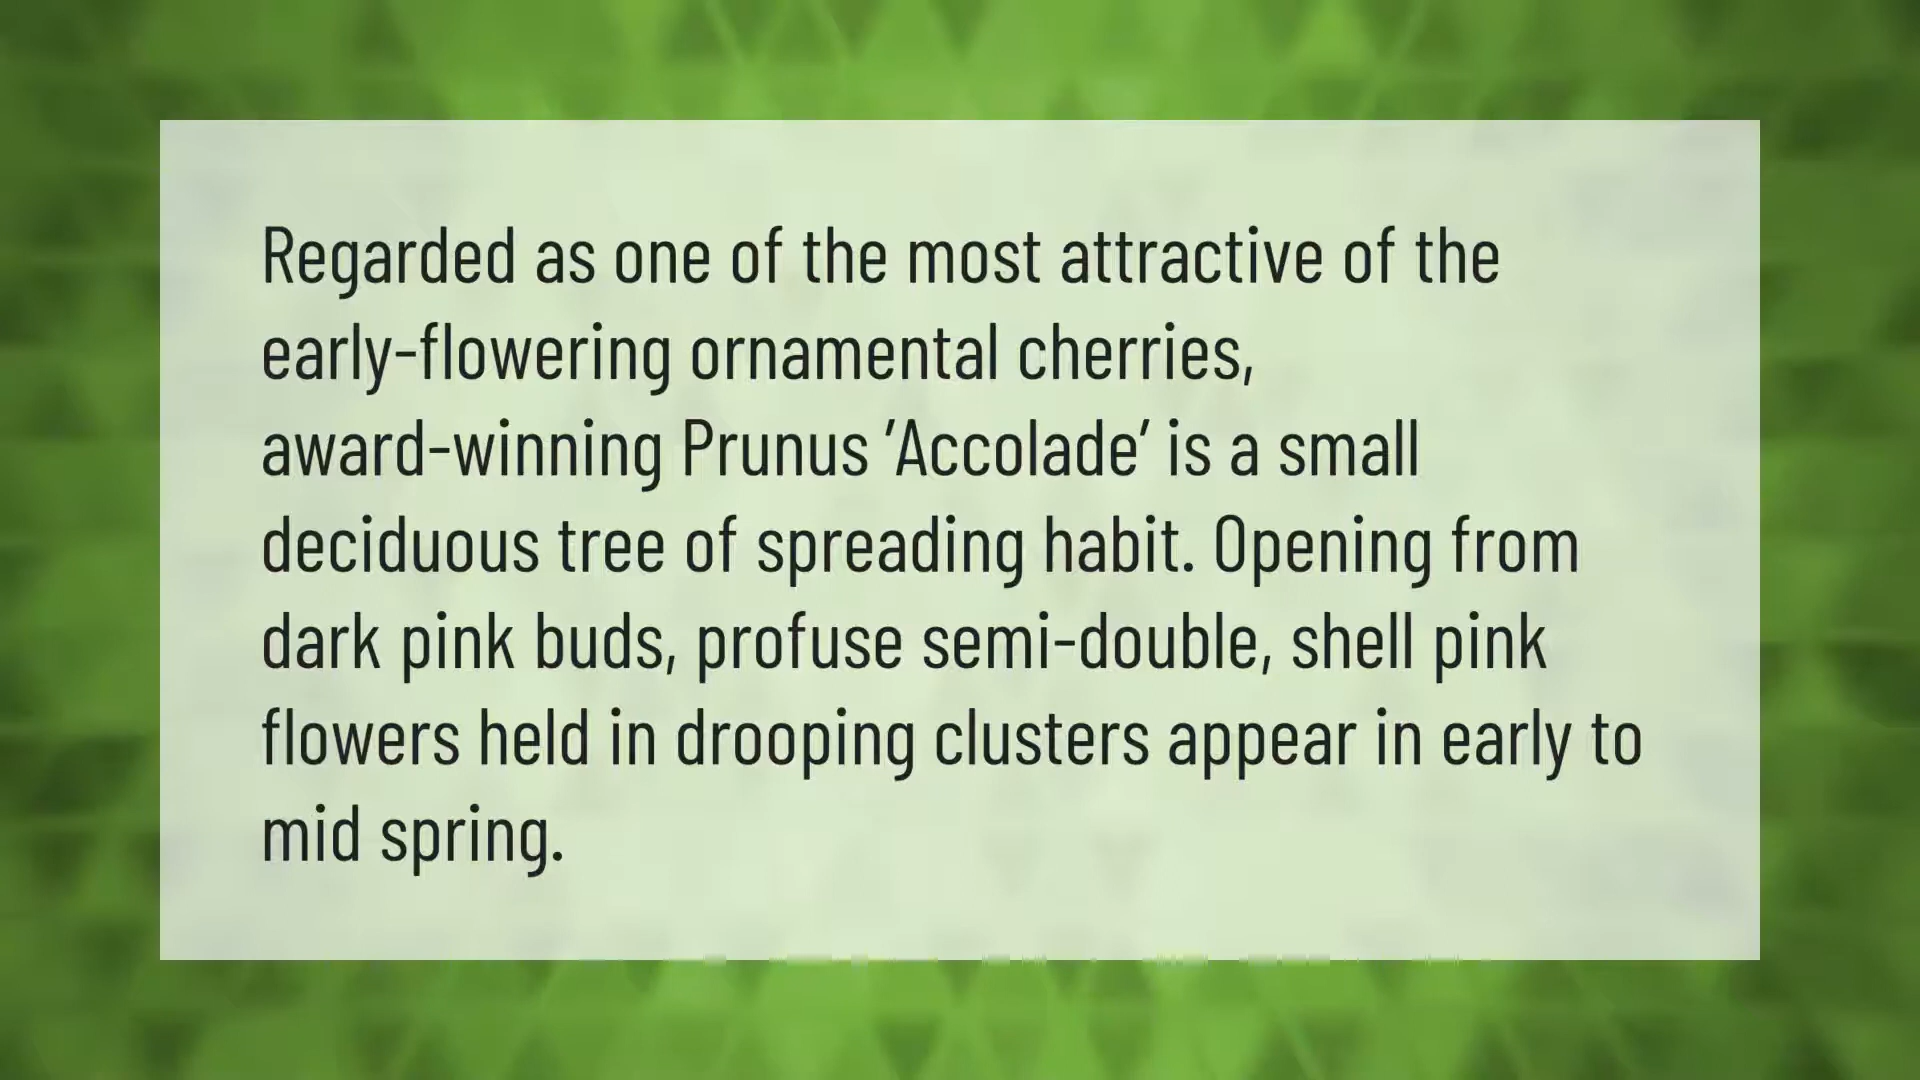 Regarded as one of the most attractive of the
early-flowering ornamental cherries,
award-winning Prunus 'Accolade' is a small
deciduous tree of spreading habit. Opening from
dark pink buds, profuse semi-double, shell pink
flowers held in drooping clusters appear in early to
mid spring.